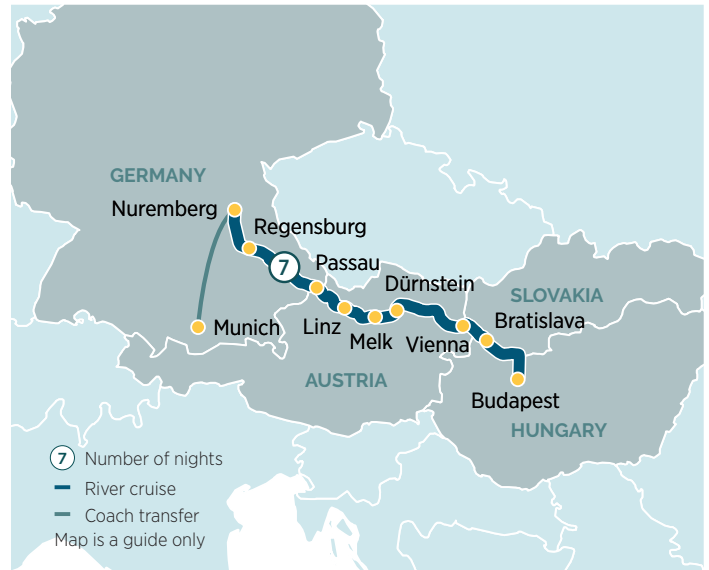 GERMANY
Nuremberg
Regensburg
7
Passau
Dürnstein
SLOVAKIA
Munich
Linz
Bratislava
Melk
Vienna
AUSTRIA
Budapest
HUNGARY
7 Number of nights
River cruise
Coach transfer
Map is a guide only